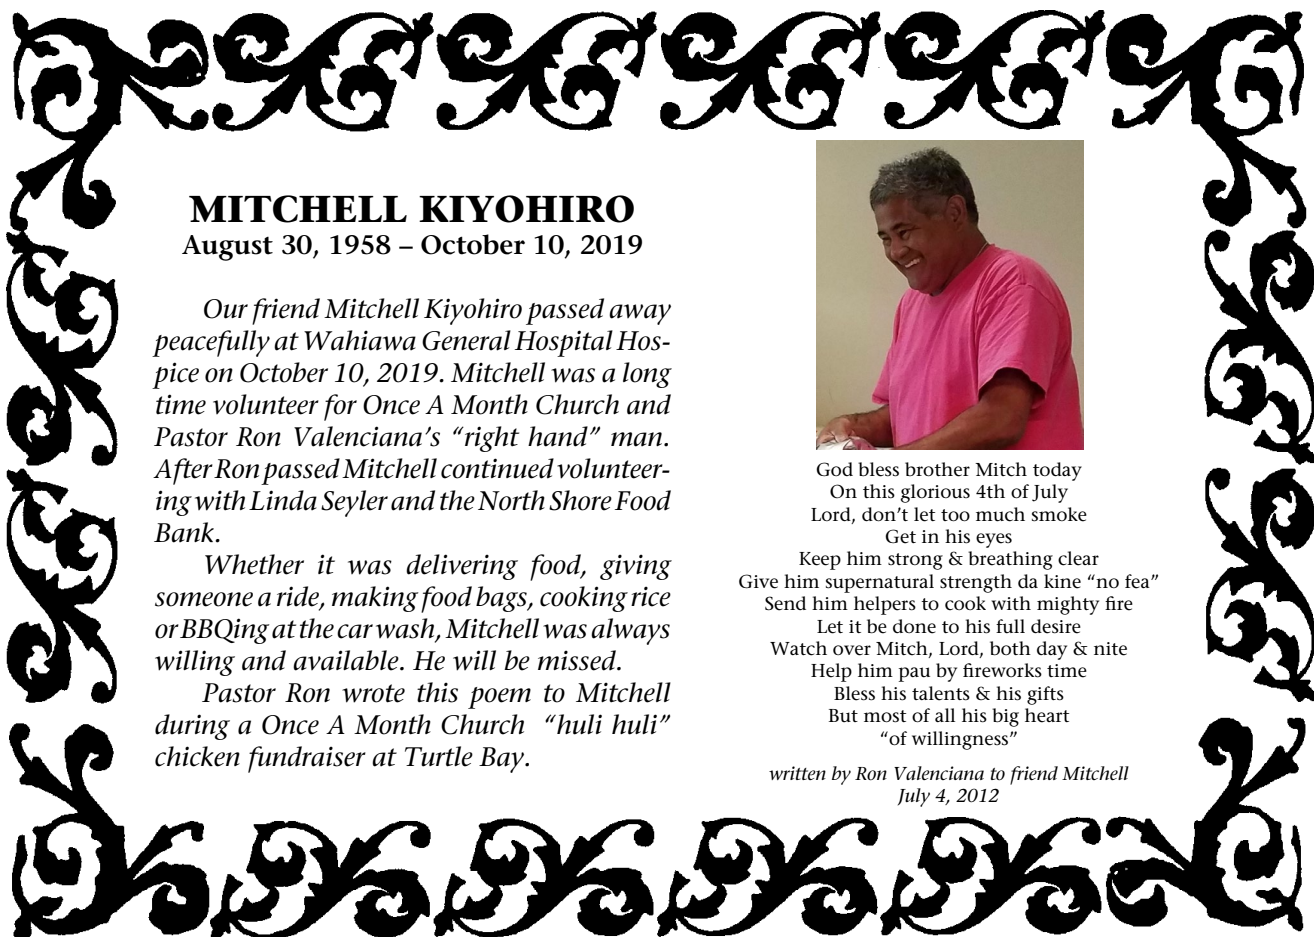 MITCHELL KIYOHIRO
August 30, 1958 – October 10, 2019
Our friend Mitchell Kiyohiro passed away
peacefully at Wahiawa General Hospital Hos-
pice on October 10, 2019. Mitchell was a long
time volunteer for Once A Month Church and
Pastor Ron Valenciana’s “right hand” man.
After Ron passed Mitchell continued volunteer-
ing with Linda Seyler and the North Shore Food
Bank.
Whether it was delivering food, giving
someone a ride, making food bags, cooking rice
or BBQing at the car wash, Mitchell was always
willing and available. He will be missed.
Pastor Ron wrote this poem to Mitchell
during a Once A Month Church “huli huli”
chicken fundraiser at Turtle Bay.
God bless brother Mitch today
On this glorious 4th of July
Lord, don’t let too much smoke
Get in his eyes
Keep him strong & breathing clear
Give him supernatural strength da kine “no fea”
Send him helpers to cook with mighty fire
Let it be done to his full desire
Watch over Mitch, Lord, both day & nite
Help him pau by fireworks time
Bless his talents & his gifts
But most of all his big heart
“of willingness”
written by Ron Valenciana to friend Mitchell
July 4, 2012